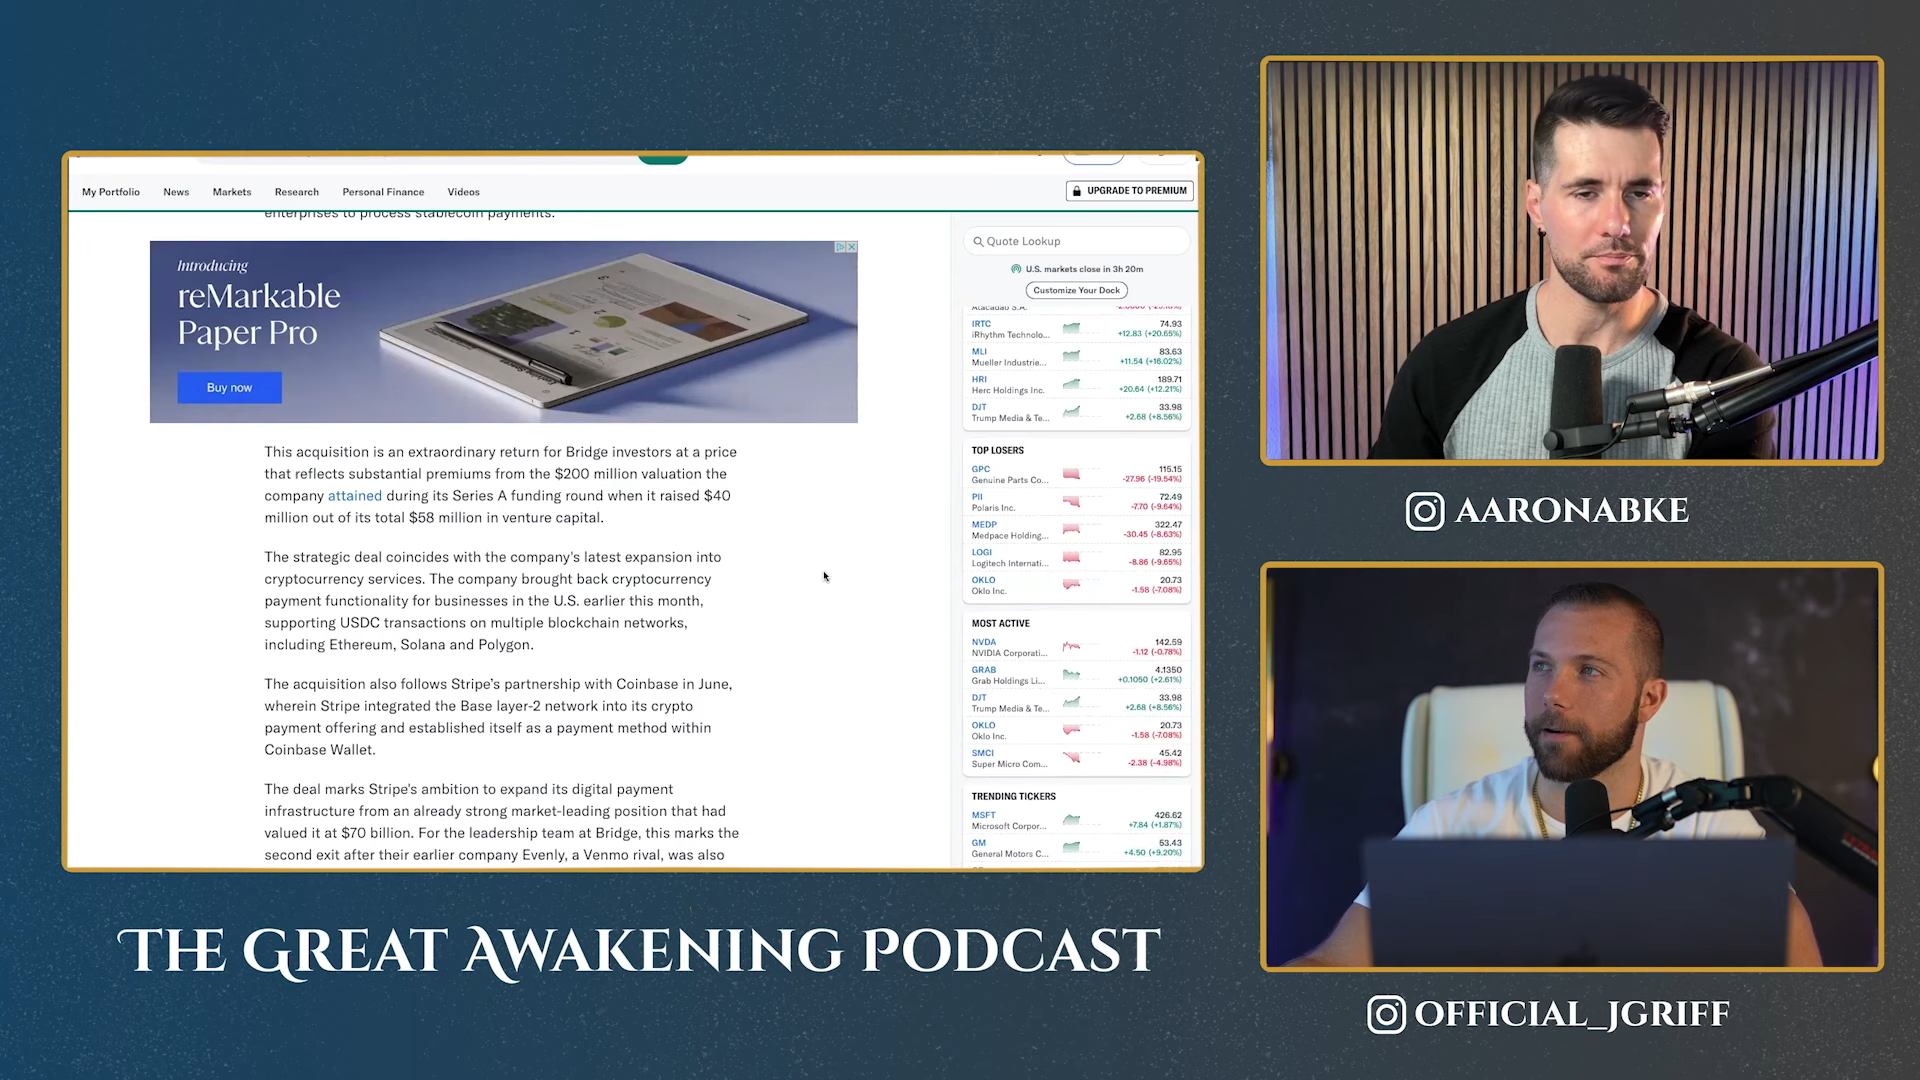 My Portfolio News Markets Research Personal Finance Videos
UPGRADE TO PREMIUM
enterprises to process stablecoin payments.
Introducing
reMarkable
Paper Pro
Buy now
This acquisition is an extraordinary return for Bridge investors at a price
that reflects substantial premiums from the $200 million valuation the
company attained during its Series A funding round when it raised $40
million out of its total $58 million in venture capital.
The strategic deal coincides with the company's latest expansion into
cryptocurrency services. The company brought back cryptocurrency
payment functionality for businesses in the U.S. earlier this month,
supporting USDC transactions on multiple blockchain networks,
including Ethereum, Solana and Polygon.
The acquisition also follows Stripe's partnership with Coinbase in June,
wherein Stripe integrated the Base layer-2 network into its crypto
payment offering and established itself as a payment method within
Coinbase Wallet.
The deal marks Stripe's ambition to expand its digital payment
infrastructure from an already strong market-leading position that had
valued it at $70 billion. For the leadership team at Bridge, this marks the
second exit after their earlier company Evenly, a Venmo rival, was also
Quote Lookup
U.S. markets close in 3h 20m
Customize Your Dock
Atacadão S.A.
IRTC 74.93
iRhythm Technolo... +12.83 (+20.65%)
MLI 83.63
Mueller Industrie... +11.54 (+16.02%)
HRI 189.71
Herc Holdings Inc. +20.64 (+12.21%)
DJT 33.98
Trump Media & Te... +2.68 (+8.56%)
TOP LOSERS
GPC 115.15
Genuine Parts Co... -27.96 (-19.54%)
PII 72.49
Polaris Inc. -7.70 (-9.64%)
MEDP 322.47
Medpace Holding... -30.45 (-8.63%)
LOGI 82.95
Logitech Internati... -8.86 (-9.65%)
OKLO 20.73
Oklo Inc. -1.58 (-7.08%)
MOST ACTIVE
NVDA 142.59
NVIDIA Corporati... -1.12 (-0.78%)
GRAB 4.1350
Grab Holdings Li... +0.1050 (+2.61%)
DJT 33.98
Trump Media & Te... +2.68 (+8.56%)
OKLO 20.73
Oklo Inc. -1.58 (-7.08%)
SMCI 45.42
Super Micro Com... -2.38 (-4.98%)
TRENDING TICKERS
MSFT 426.62
Microsoft Corpor... +7.84 (+1.87%)
GM 53.43
General Motors C... +4.50 (+9.20%)
AARONABKE
OFFICIAL_JGRIFF
THE GREAT AWAKENING PODCAST